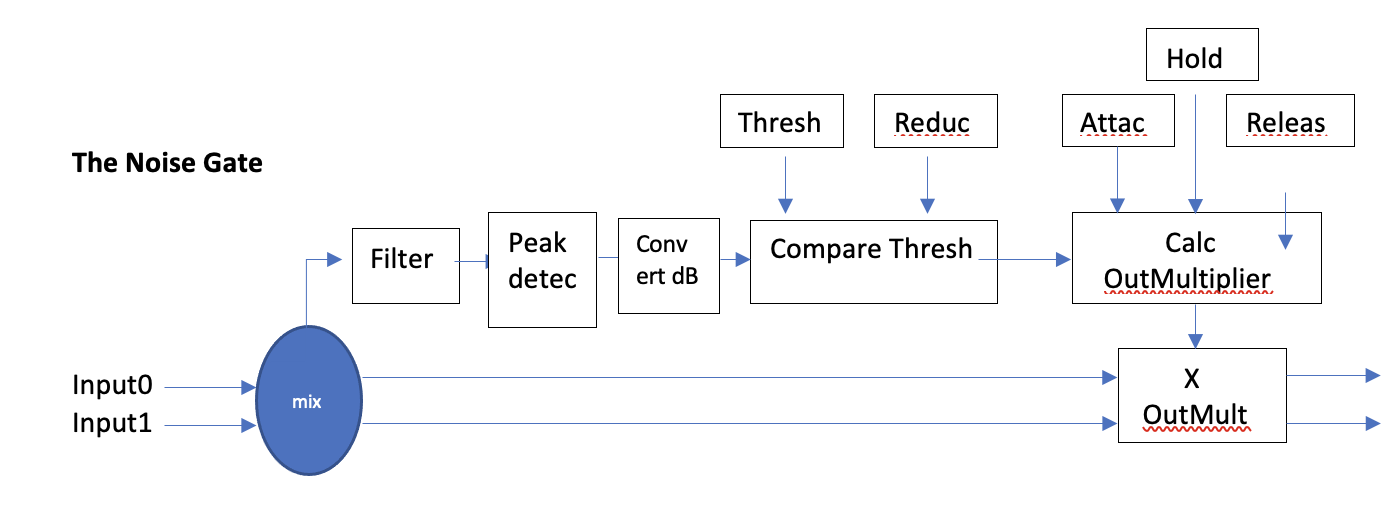 Hold
Thresh
Reduc
Attac
Releas
The Noise Gate
Filter
Peak
detec
Conv
ert dB
Compare Thresh
Calc
OutMultiplier
Input0
Input1
mix
X
OutMult